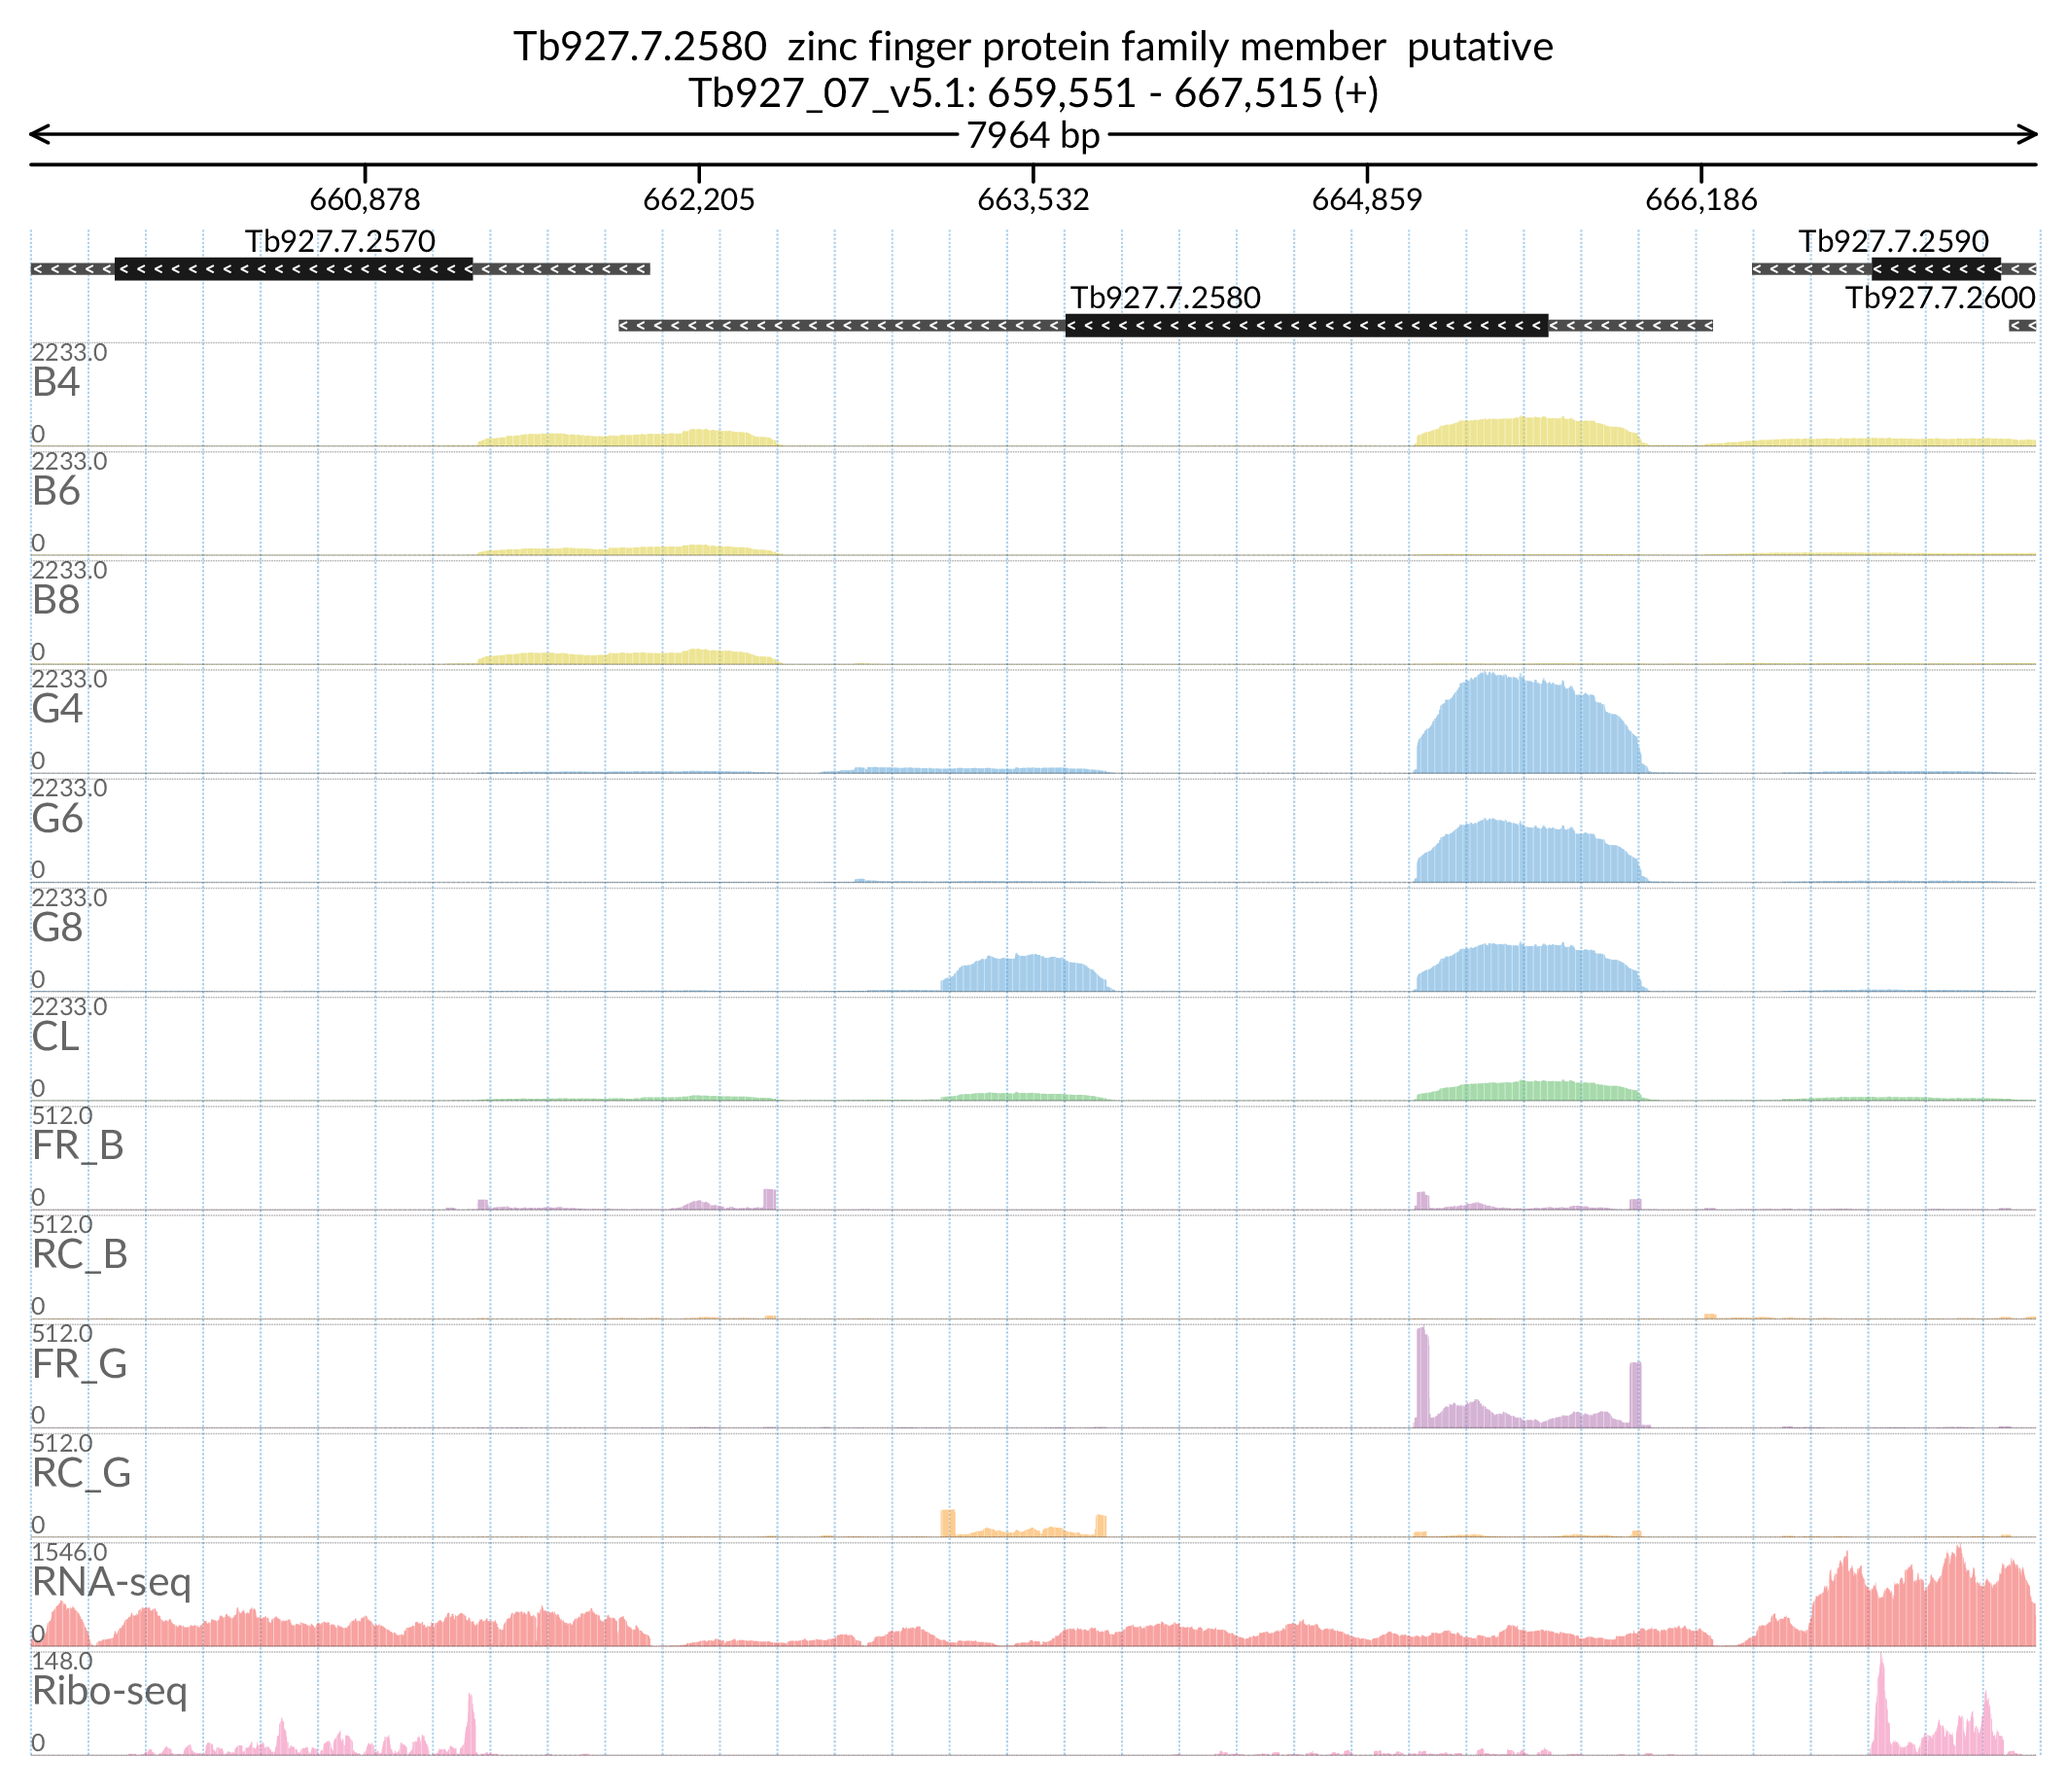 Tb927.7.2580  zinc finger protein family member  putative
Tb927_07_v5.1: 659,551 - 667,515 (+)
7964 bp
660,878 662,205 663,532 664,859 666,186
Tb927.7.2570 Tb927.7.2590
Tb927.7.2580 Tb927.7.2600
2233.0
B4
0
2233.0
B6
0
2233.0
B8
0
2233.0
G4
0
2233.0
G6
0
2233.0
G8
0
2233.0
CL
0
512.0
FR_B
0
512.0
RC_B
0
512.0
FR_G
0
512.0
RC_G
0
1546.0
RNA-seq
0
148.0
Ribo-seq
0